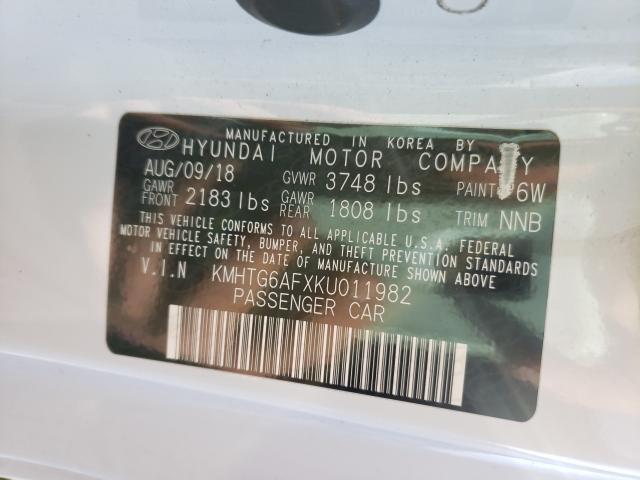 MANUFACTURED IN KOREA BY
HYUNDAI MOTOR COMPANY
AUG/09/18 GVWR 3748 lbs PAINT 6W
GAWR FRONT 2183 lbs GAWR REAR 1808 lbs TRIM NNB
THIS VEHICLE CONFORMS TO ALL APPLICABLE U.S.A. FEDERAL
MOTOR VEHICLE SAFETY, BUMPER, AND THEFT PREVENTION STANDARDS
IN EFFECT ON THE DATE OF MANUFACTURE SHOWN ABOVE
V.I.N KMHTG6AFXKU011982
PASSENGER CAR